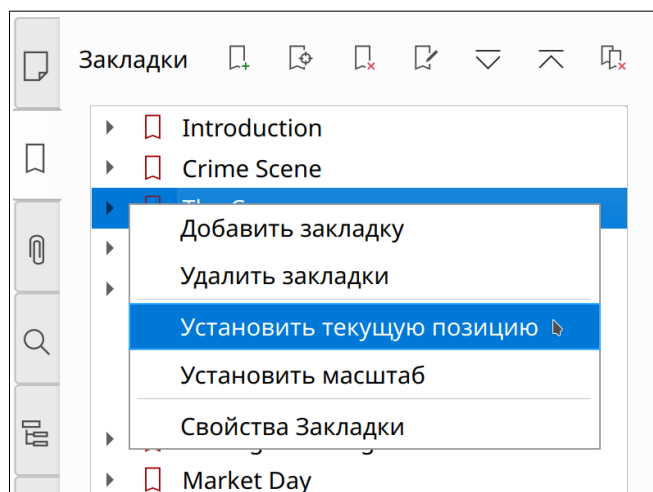 Закладки
Introduction
Crime Scene
Добавить закладку
Удалить закладки
Установить текущую позицию
Установить масштаб
Свойства Закладки
Market Day